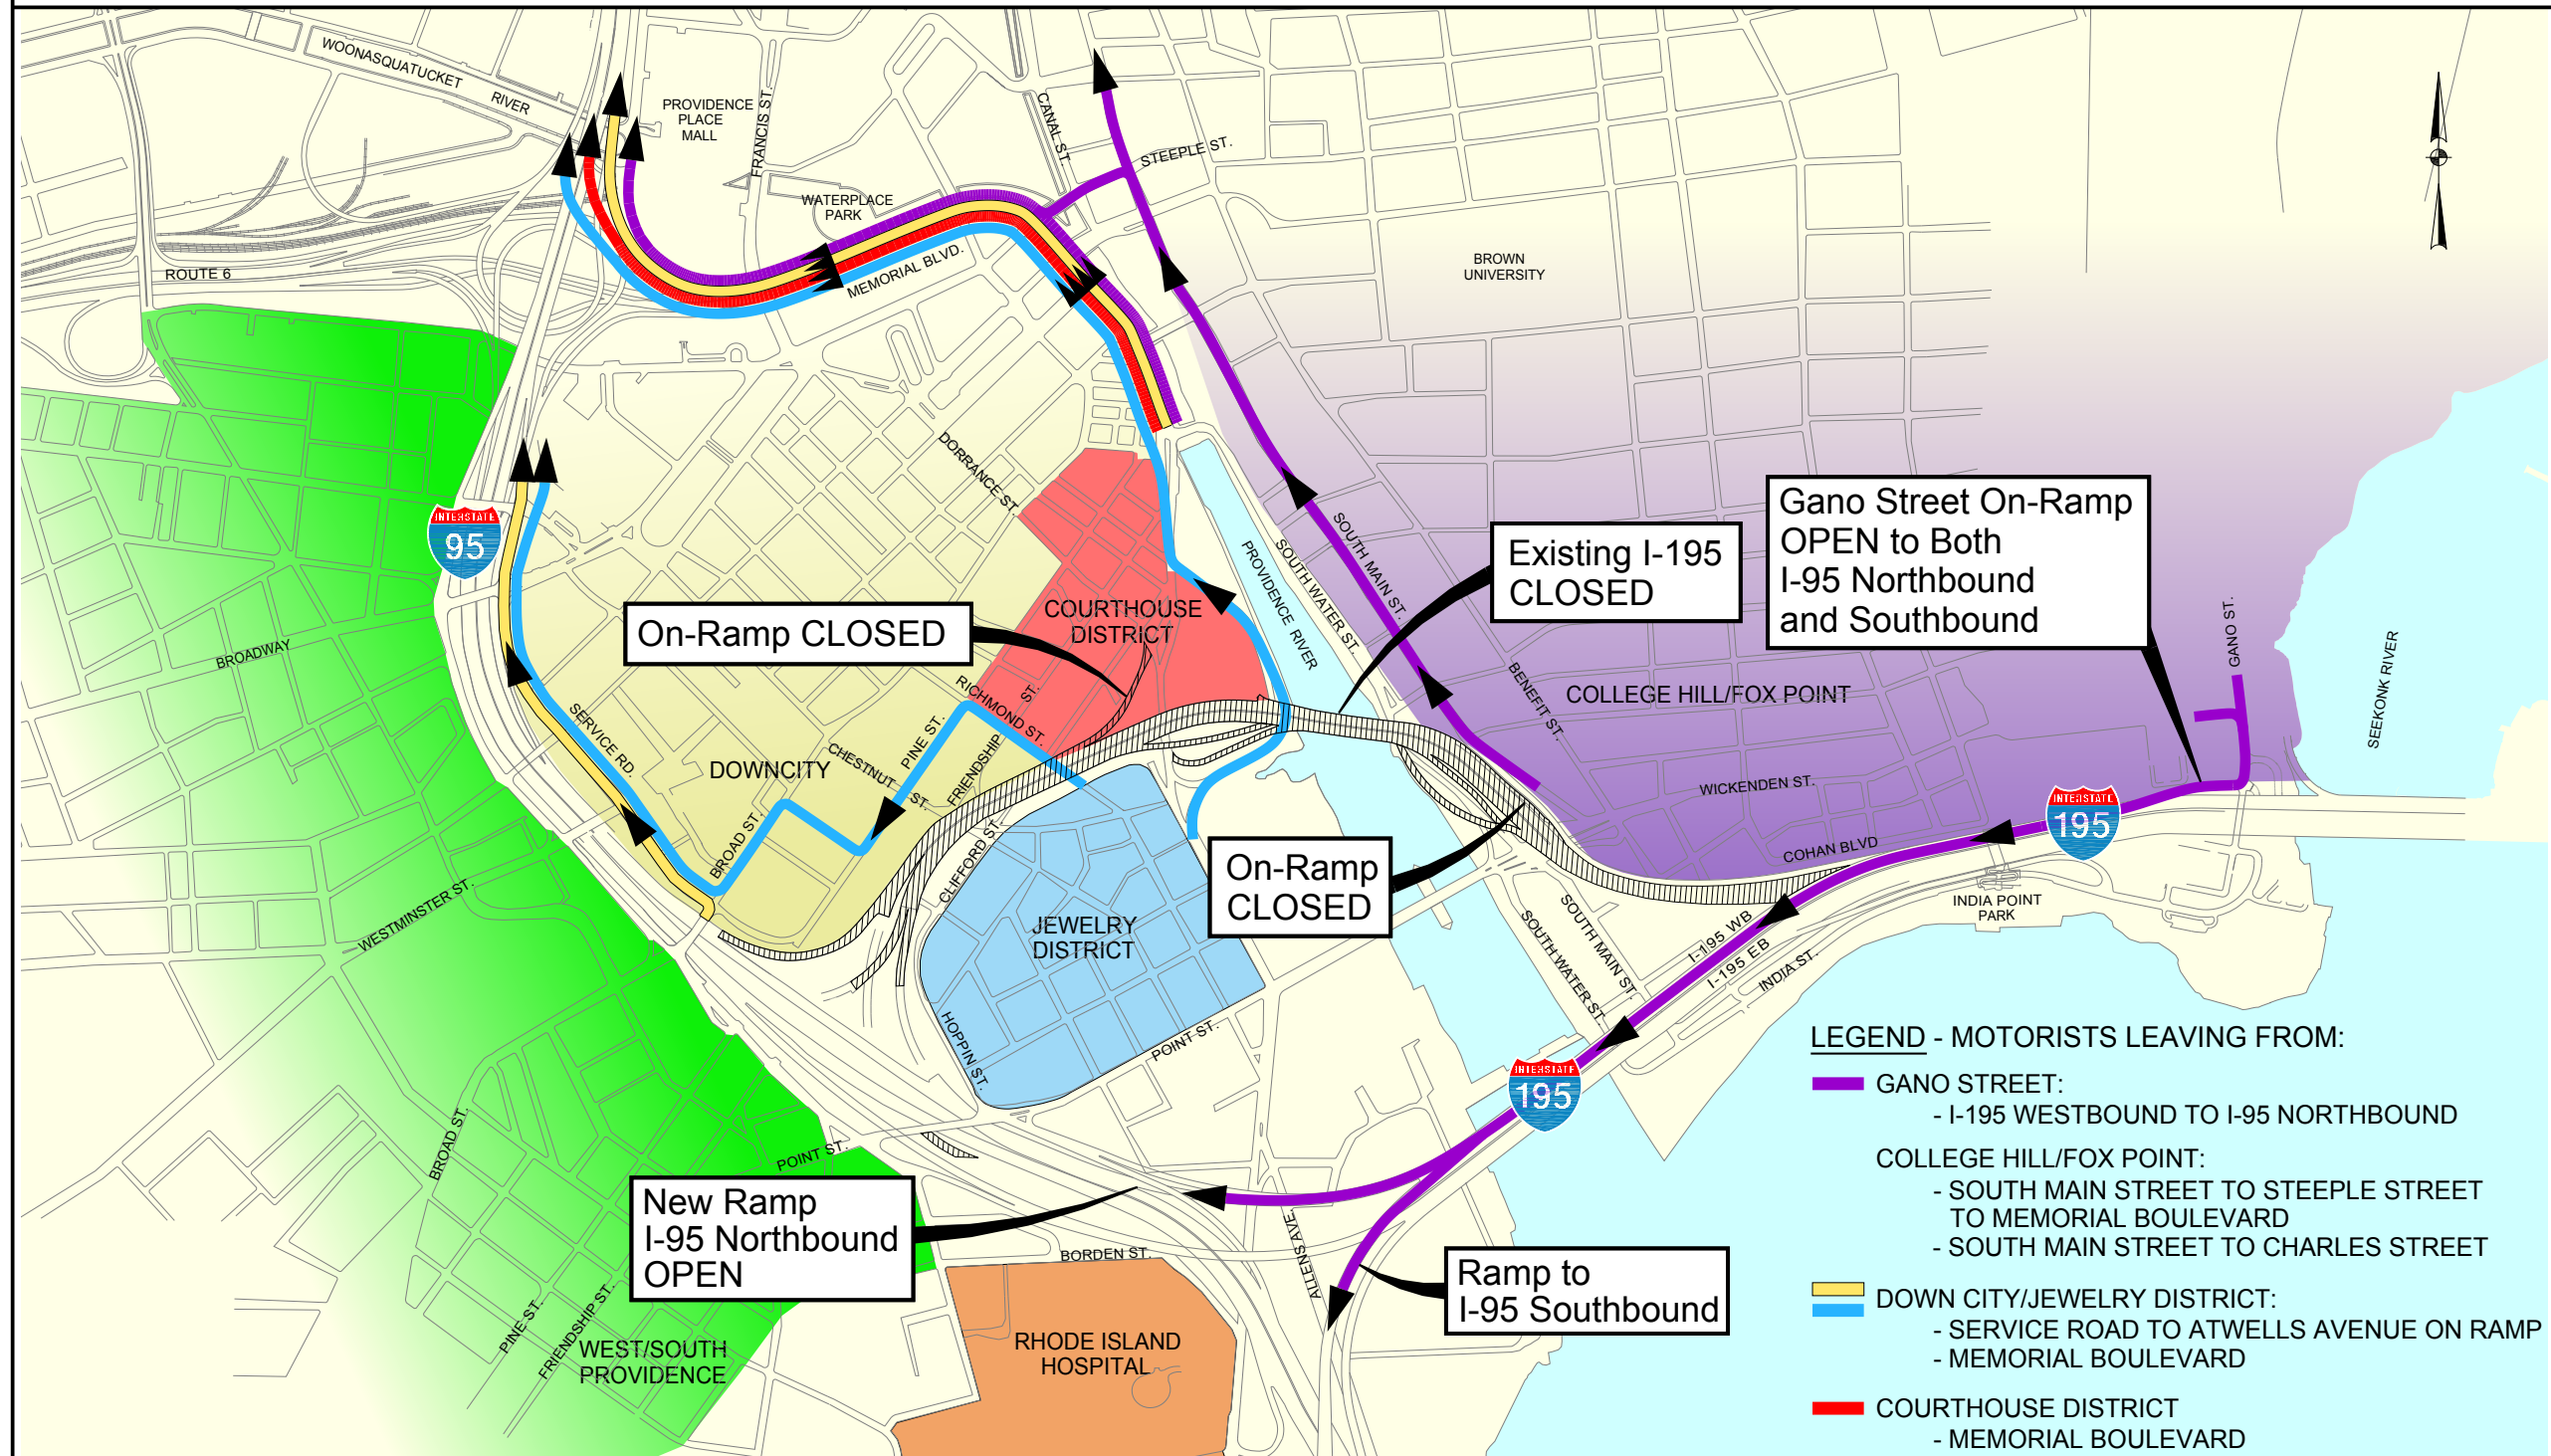 WOONASQUATUCKET
RIVER
PROVIDENCE
PLACE
MALL
FRANCIS ST.
CANAL ST.
STEEPLE ST.
WATERPLACE
PARK
MEMORIAL BLVD.
ROUTE 6
BROWN
UNIVERSITY
DORRANCE ST.
INTERSTATE
95
BROADWAY
On-Ramp CLOSED
COURTHOUSE
DISTRICT
PROVIDENCE RIVER
SOUTH WATER ST.
SOUTH MAIN ST.
Existing I-195
CLOSED
Gano Street On-Ramp
OPEN to Both
I-95 Northbound
and Southbound
GANO ST.
SEEKONK RIVER
BENEFIT ST.
COLLEGE HILL/FOX POINT
WICKENDEN ST.
COHAN BLVD
INTERSTATE
195
SERVICE RD.
DOWNCITY
CHESTNUT ST
PINE ST.
FRIENDSHIP ST.
RICHMOND ST.
BROAD ST.
CLIFFORD ST.
On-Ramp
CLOSED
JEWELRY
DISTRICT
WESTMINSTER ST.
HOPPIN ST.
POINT ST.
SOUTH WATER ST.
SOUTH MAIN ST.
I-195 WB
I-195 EB
INDIA ST.
INDIA POINT
PARK
INTERSTATE
195
BROAD ST.
POINT ST.
New Ramp
I-95 Northbound
OPEN
BORDEN ST.
ALLENS AVE.
Ramp to
I-95 Southbound
PINE ST.
FRIENDSHIP ST.
WEST/SOUTH
PROVIDENCE
RHODE ISLAND
HOSPITAL
LEGEND - MOTORISTS LEAVING FROM:
GANO STREET:
- I-195 WESTBOUND TO I-95 NORTHBOUND
COLLEGE HILL/FOX POINT:
- SOUTH MAIN STREET TO STEEPLE STREET
TO MEMORIAL BOULEVARD
- SOUTH MAIN STREET TO CHARLES STREET
DOWN CITY/JEWELRY DISTRICT:
- SERVICE ROAD TO ATWELLS AVENUE ON RAMP
- MEMORIAL BOULEVARD
COURTHOUSE DISTRICT
- MEMORIAL BOULEVARD